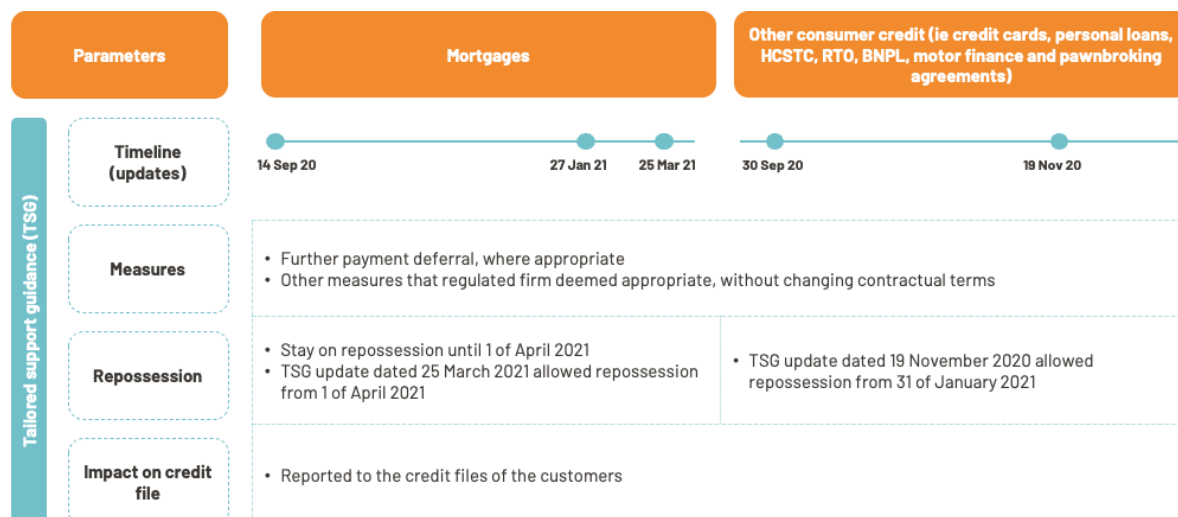 Parameters
Mortgages
Other consumer credit (ie credit cards, personal loans,
HCSTC, RTO, BNPL, motor finance and pawnbroking
agreements)
Tailored support guidance (TSG)
Timeline
(updates)
14 Sep 20
27 Jan 21
25 Mar 21
30 Sep 20
19 Nov 20
Measures
• Further payment deferral, where appropriate
• Other measures that regulated firm deemed appropriate, without changing contractual terms
Repossession
• Stay on repossession until 1 of April 2021
• TSG update dated 25 March 2021 allowed repossession
from 1 of April 2021
• TSG update dated 19 November 2020 allowed
repossession from 31 of January 2021
Impact on credit
file
• Reported to the credit files of the customers